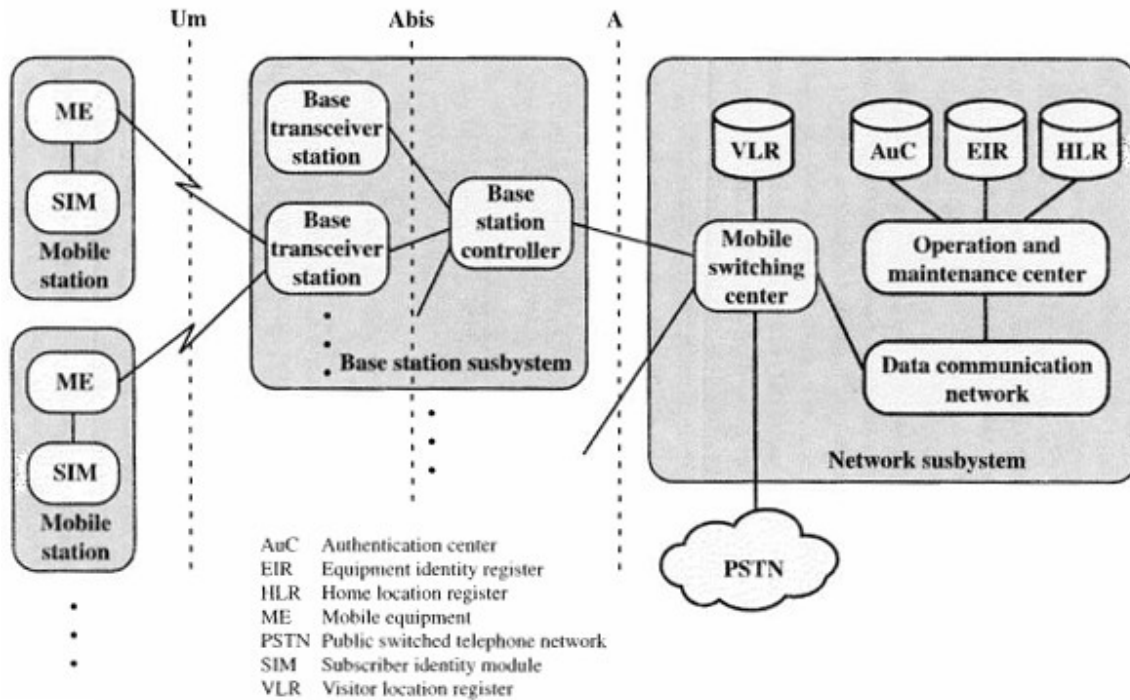 Um
Abis
A
ME
SIM
Mobile
station
ME
SIM
Mobile
station
Base
transceiver
station
Base
transceiver
station
Base
station
controller
Base station susbystem
VLR
AuC
EIR
HLR
Mobile
switching
center
Operation and
maintenance center
Data communication
network
Network susbystem
PSTN
AuC Authentication center
EIR Equipment identity register
HLR Home location register
ME Mobile equipment
PSTN Public switched telephone network
SIM Subscriber identity module
VLR Visitor location register